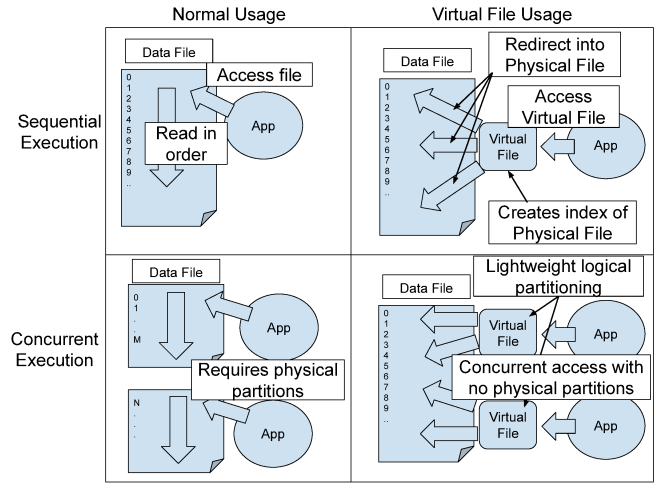 Normal Usage
Virtual File Usage
Sequential
Execution
Data File
0
1
2
3
4
5
6
7
8
9
..
Access file
Read in
order
App
Data File
0
1
2
3
4
5
6
7
8
9
..
Redirect into
Physical File
Access
Virtual File
Virtual
File
App
Creates index of
Physical File
Concurrent
Execution
Data File
0
1
.
.
M
App
Requires physical
partitions
N
.
.
.
App
Lightweight logical
partitioning
Data File
0
1
2
3
4
5
6
7
8
9
..
Virtual
File
App
Concurrent access with
no physical partitions
Virtual
File
App